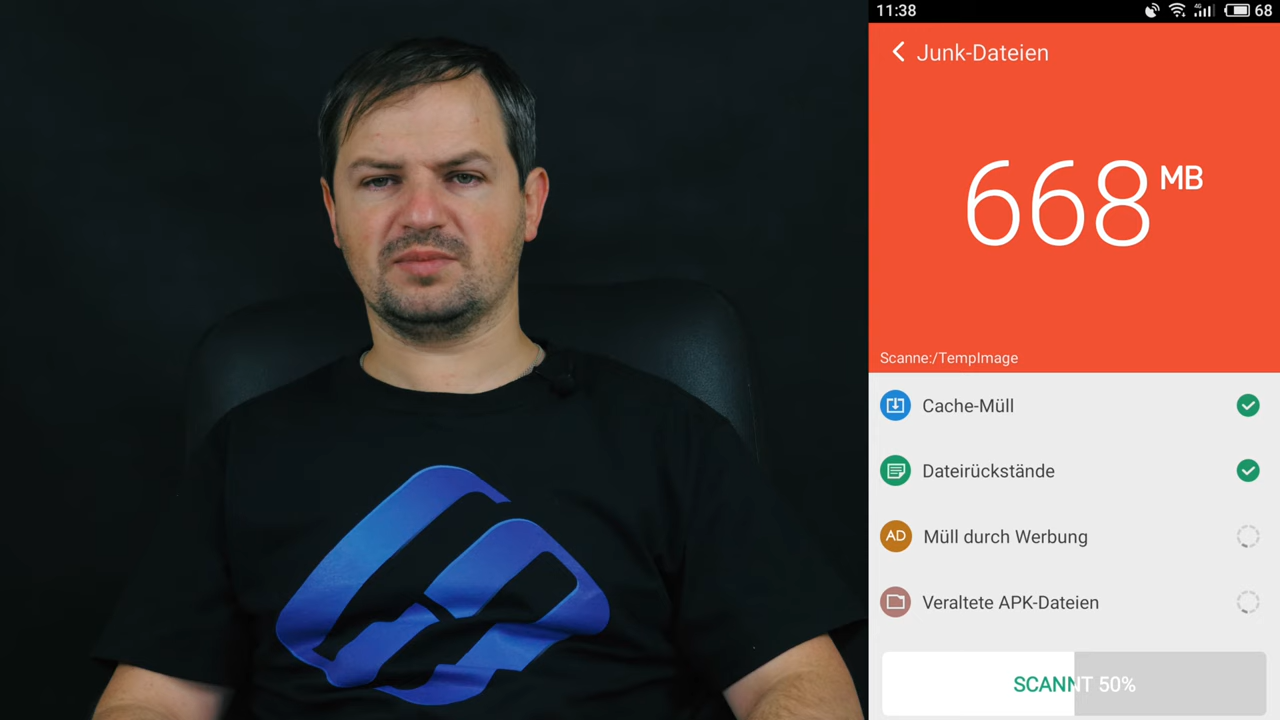 11:38
4G
68
Junk-Dateien
668 MB
Scanne:/TempImage
Cache-Müll
Dateirückstände
AD
Müll durch Werbung
Veraltete APK-Dateien
SCANNT 50%